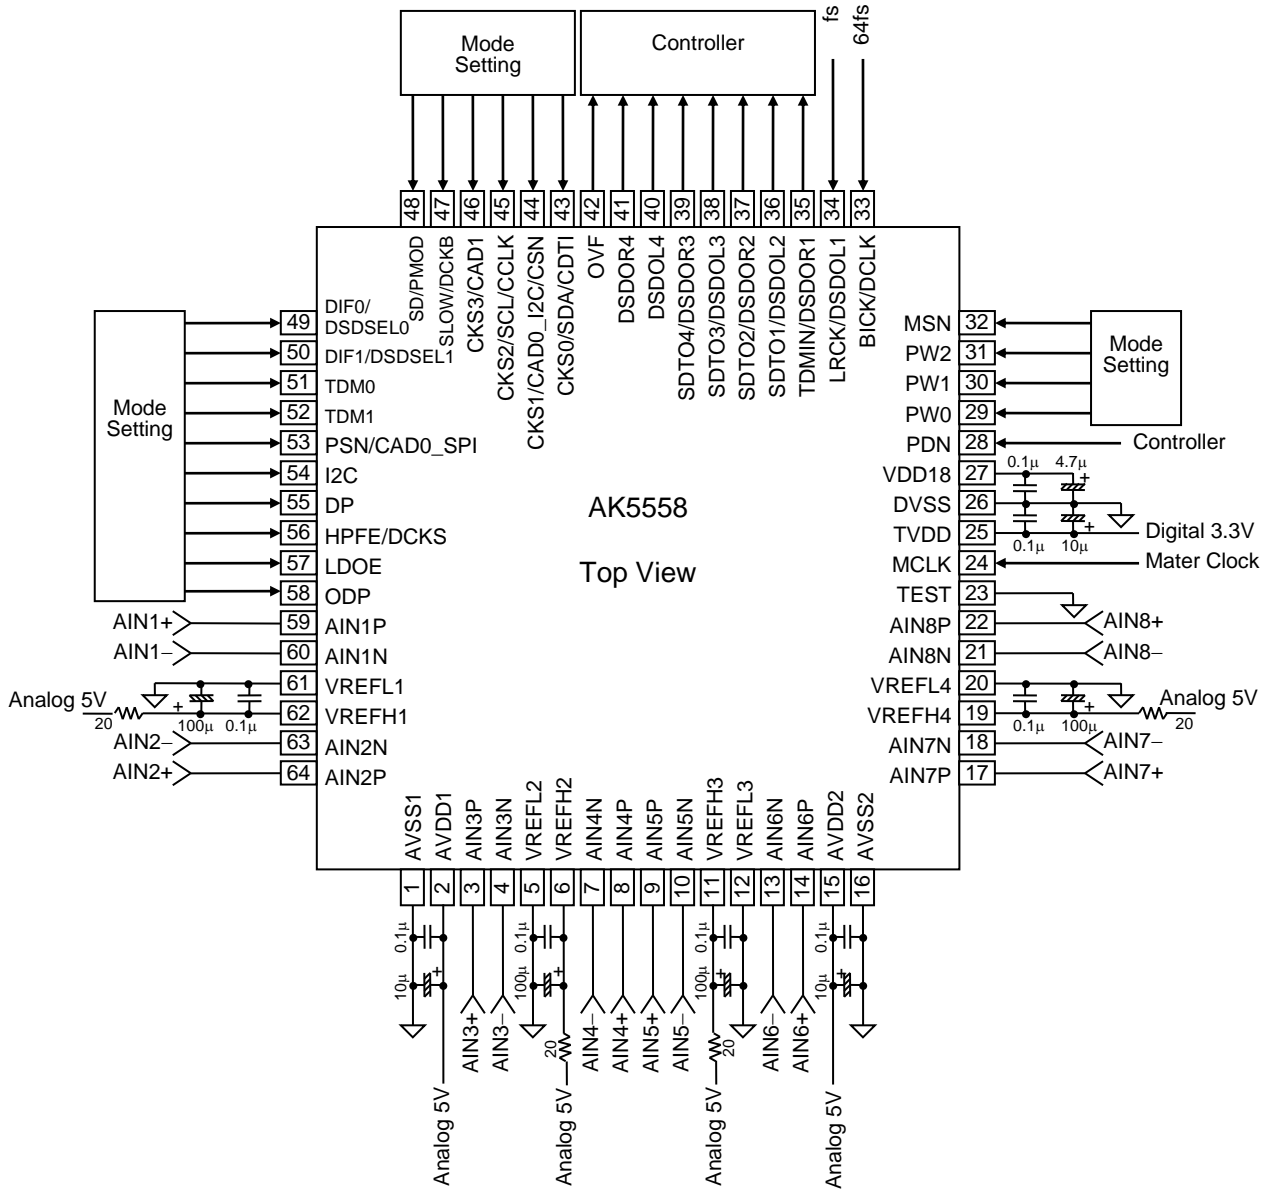 Mode
Setting
Controller
fs
64fs
48
47
46
45
44
43
42
41
40
39
38
37
36
35
34
33
SD/PMOD
SLOW/DCKB
CKS3/CAD1
CKS2/SCL/CCLK
CKS1/CAD0_I2C/CSN
CKS0/SDA/CDTI
OVF
DSDOR4
DSDOL4
SDTO4/DSDOR3
SDTO3/DSDOL3
SDTO2/DSDOR2
SDTO1/DSDOL2
TDMIN/DSDOR1
LRCK/DSDOL1
BICK/DCLK
Mode
Setting
49
DIF0/
DSDSEL0
50
DIF1/DSDSEL1
51
TDM0
52
TDM1
53
PSN/CAD0_SPI
54
I2C
55
DP
56
HPFE/DCKS
57
LDOE
58
ODP
AIN1+
59
AIN1P
AIN1−
60
AIN1N
61
VREFL1
Analog 5V
20
+
100μ
0.1μ
62
VREFH1
AIN2−
63
AIN2N
AIN2+
64
AIN2P
AK5558
Top View
MSN
32
PW2
31
PW1
30
PW0
29
Mode
Setting
PDN
28
Controller
VDD18
27
0.1μ
4.7μ
+
DVSS
26
TVDD
25
0.1μ
10μ
+
Digital 3.3V
MCLK
24
Mater Clock
TEST
23
AIN8P
22
AIN8+
AIN8N
21
AIN8−
VREFL4
20
VREFH4
19
0.1μ
100μ
+
Analog 5V
20
AIN7N
18
AIN7−
AIN7P
17
AIN7+
AVSS1
AVDD1
AIN3P
AIN3N
VREFL2
VREFH2
AIN4N
AIN4P
AIN5P
AIN5N
VREFH3
VREFL3
AIN6N
AIN6P
AVDD2
AVSS2
1
2
3
4
5
6
7
8
9
10
11
12
13
14
15
16
0.1μ
0.1μ
0.1μ
0.1μ
10μ
+
100μ
+
100μ
+
10μ
+
AIN3+
AIN3−
20
AIN4−
AIN4+
AIN5+
AIN5−
20
AIN6−
AIN6+
Analog 5V
Analog 5V
Analog 5V
Analog 5V